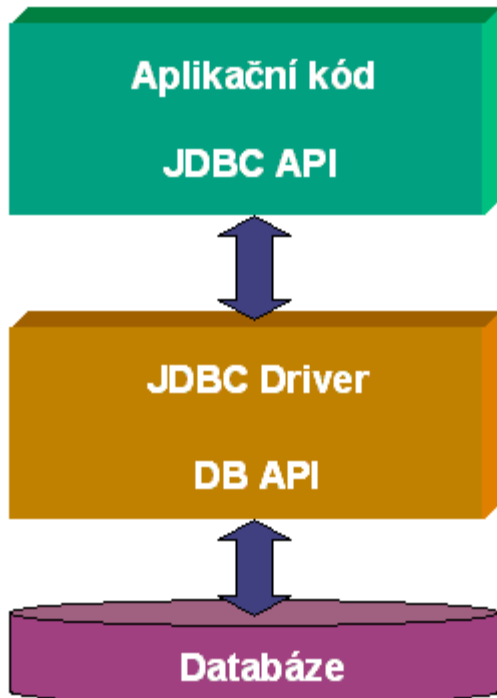 Aplikační kód
JDBC API
JDBC Driver
DB API
Databáze